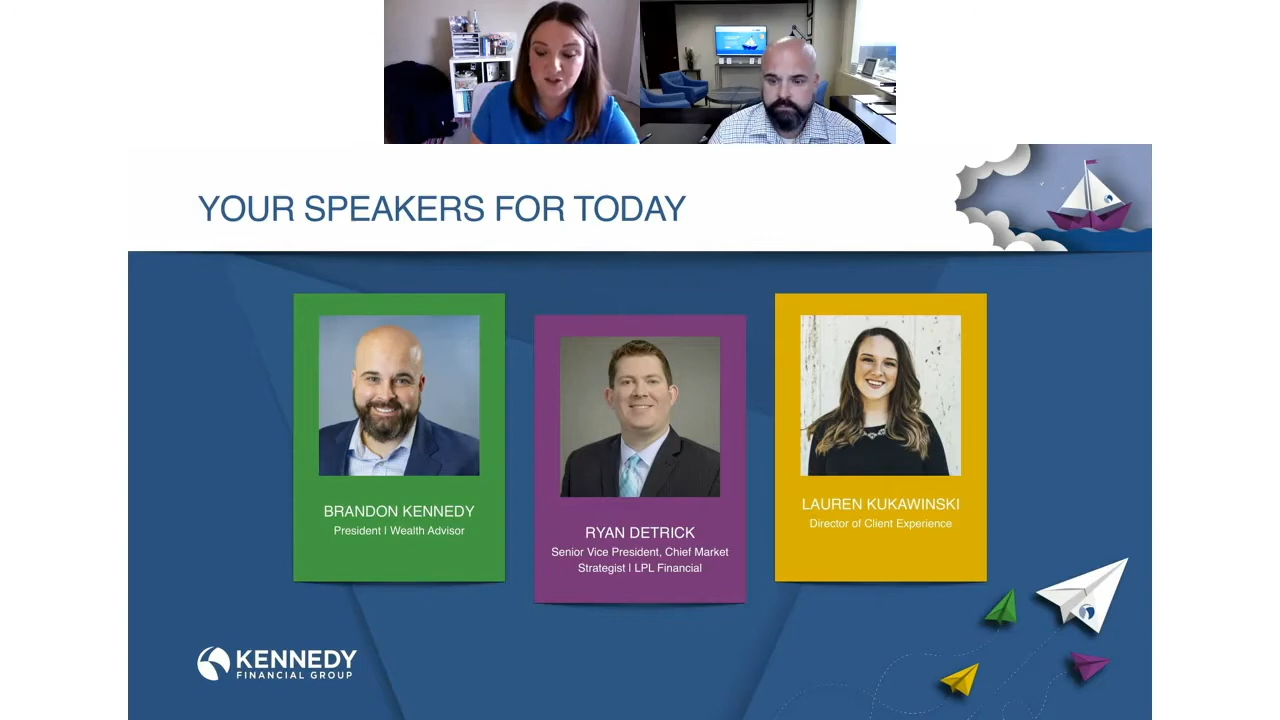 YOUR SPEAKERS FOR TODAY
BRANDON KENNEDY
President | Wealth Advisor
RYAN DETRICK
Senior Vice President, Chief Market
Strategist | LPL Financial
LAUREN KUKAWINSKI
Director of Client Experience
KENNEDY
FINANCIAL GROUP